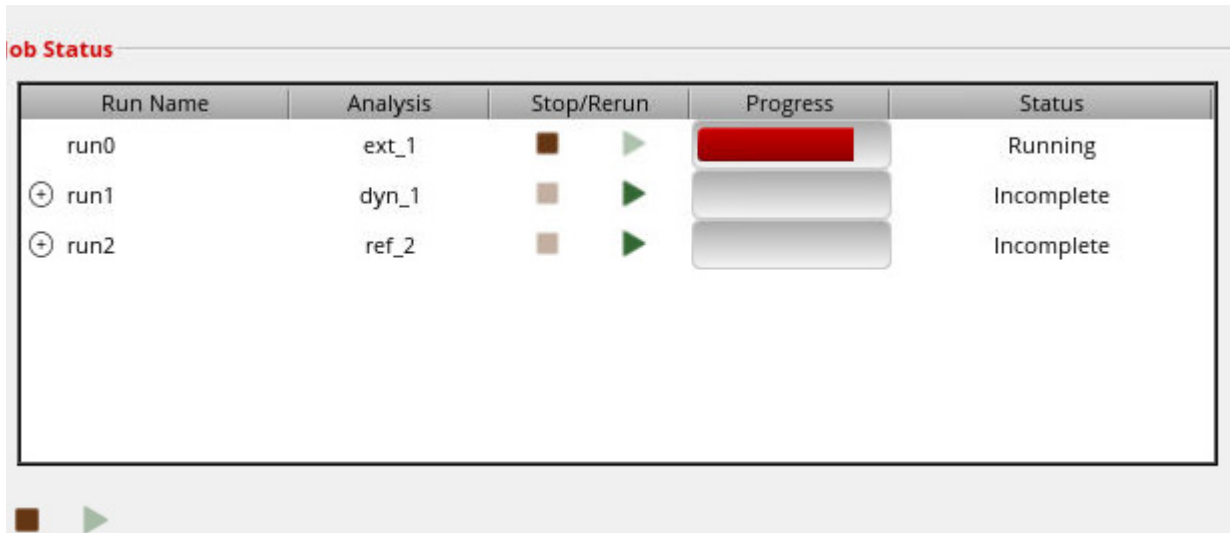 ob Status
Run Name Analysis Stop/Rerun Progress Status
run0 ext_1 Running
run1 dyn_1 Incomplete
run2 ref_2 Incomplete